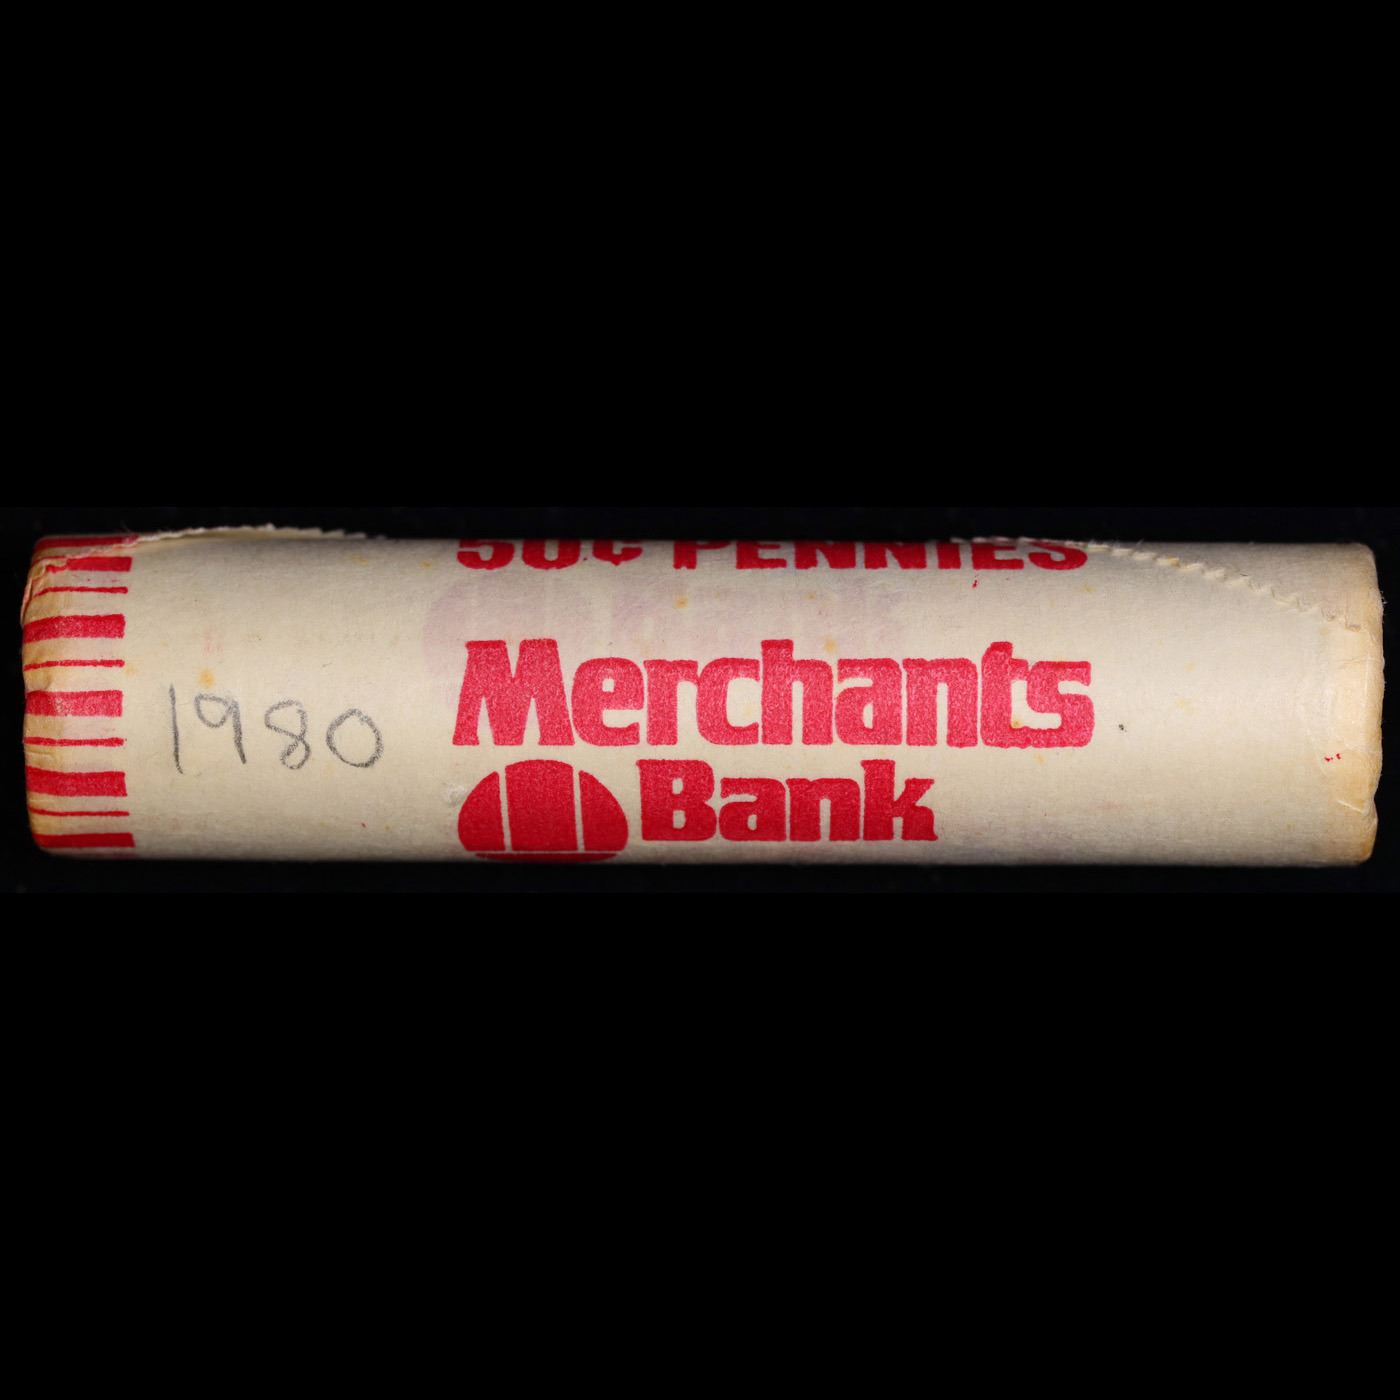 50¢ PENNIES
Merchants
Bank
1980